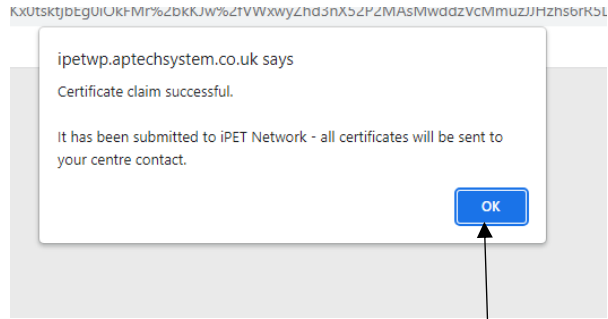 ipetwp.aptechsystem.co.uk says
Certificate claim successful.
It has been submitted to iPET Network - all certificates will be sent to
your centre contact.
OK